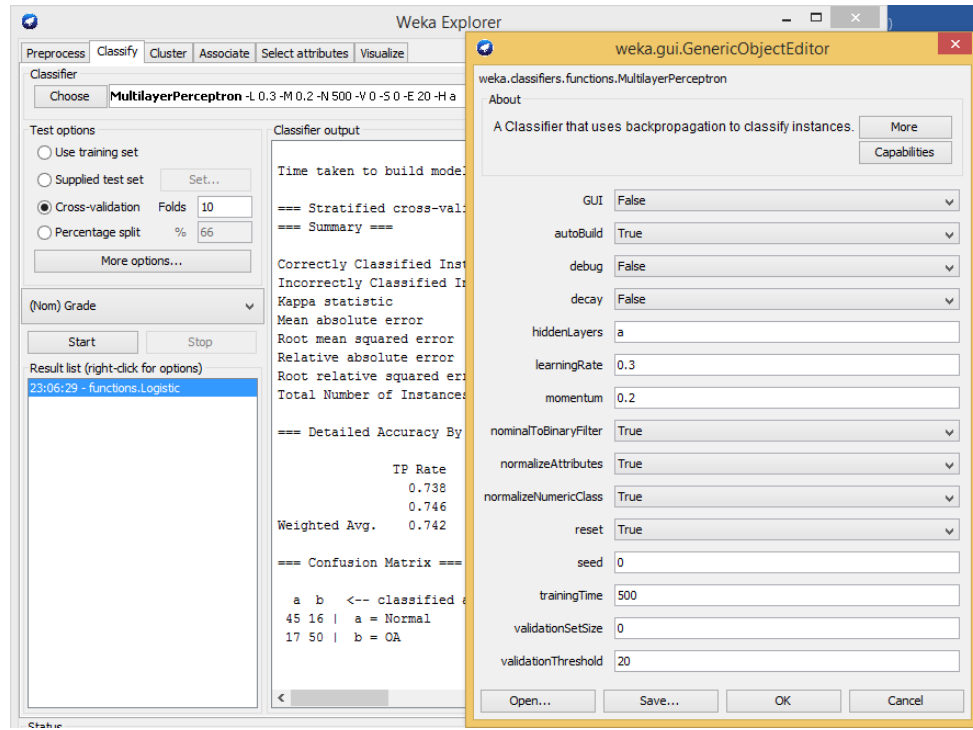 Weka Explorer
Preprocess Classify Cluster Associate Select attributes Visualize
Classifier
Choose MultilayerPerceptron -L 0.3 -M 0.2 -N 500 -V 0 -S 0 -E 20 -H a
Test options
Use training set
Supplied test set Set...
Cross-validation Folds 10
Percentage split % 66
More options...
(Nom) Grade
Start Stop
Result list (right-click for options)
23:06:29 - functions.Logistic
Status
Classifier output
Time taken to build model
=== Stratified cross-vali
=== Summary ===
Correctly Classified Inst
Incorrectly Classified In
Kappa statistic
Mean absolute error
Root mean squared error
Relative absolute error
Root relative squared err
Total Number of Instances
=== Detailed Accuracy By
TP Rate
0.738
0.746
Weighted Avg. 0.742
=== Confusion Matrix ===
a b <-- classified a
45 16 | a = Normal
17 50 | b = OA
weka.gui.GenericObjectEditor
weka.classifiers.functions.MultilayerPerceptron
About
A Classifier that uses backpropagation to classify instances. More
Capabilities
GUI False
autoBuild True
debug False
decay False
hiddenLayers a
learningRate 0.3
momentum 0.2
nominalToBinaryFilter True
normalizeAttributes True
normalizeNumericClass True
reset True
seed 0
trainingTime 500
validationSetSize 0
validationThreshold 20
Open... Save... OK Cancel